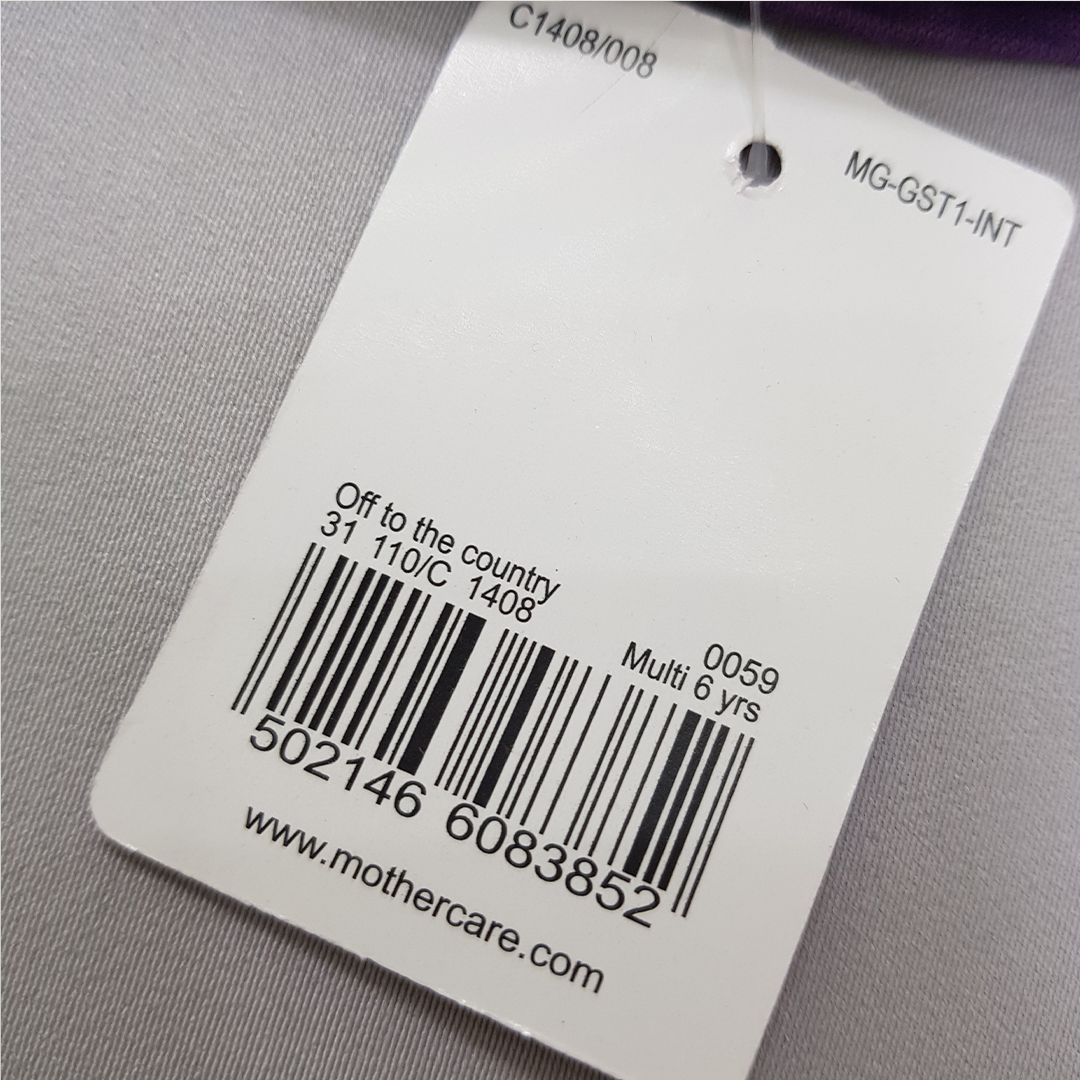 C1408/008
MG-GST1-INT
Off to the country
31 110/C 1408
0059
Multi 6 yrs
502146 6083852
www.mothercare.com